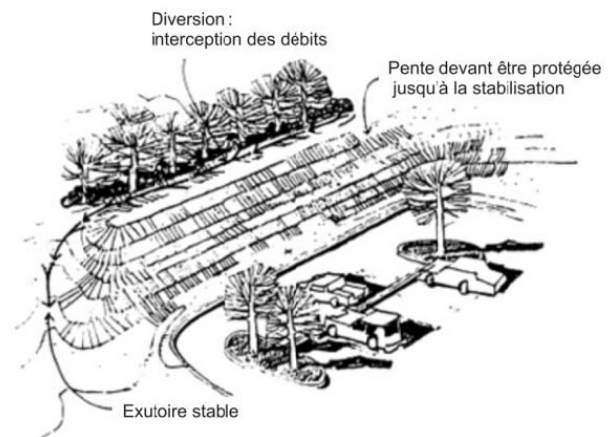 Diversion :
interception des débits
Pente devant être protégée
jusqu'à la stabilisation
Exutoire stable